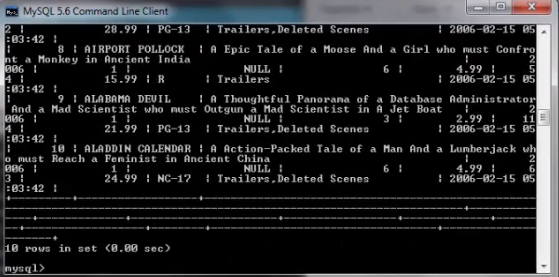 MySQL 5.6 Command Line Client
2 | 28.99 | PG-13 | Trailers,Deleted Scenes | 2006-02-15 05
:03:42 |
| 8 | AIRPORT POLLOCK | A Epic Tale of a Moose And a Girl who must Confro
nt a Monkey in Ancient India | 2
006 | 1 | NULL | 6 | 4.99 | 5
4 | 15.99 | R | Trailers | 2006-02-15 05
:03:42 |
| 9 | ALABAMA DEVIL | A Thoughtful Panorama of a Database Administrator
And a Mad Scientist who must Outgun a Mad Scientist in A Jet Boat | 2
006 | 1 | NULL | 3 | 2.99 | 11
4 | 21.99 | PG-13 | Trailers,Deleted Scenes | 2006-02-15 05
:03:42 |
| 10 | ALADDIN CALENDAR | A Action-Packed Tale of a Man And a Lumberjack wh
o must Reach a Feminist in Ancient China | 2
006 | 1 | NULL | 6 | 4.99 | 6
3 | 24.99 | NC-17 | Trailers,Deleted Scenes | 2006-02-15 05
:03:42 |
10 rows in set (0.00 sec)
mysql>